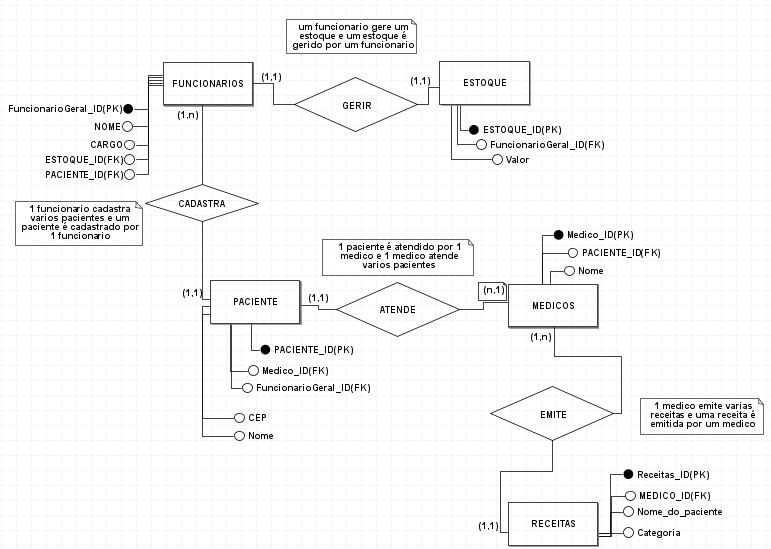 um funcionario gere um
estoque e um estoque é
gerido por um funcionario
FUNCIONARIOS
(1,1)
GERIR
(1,1)
ESTOQUE
FuncionarioGeral_ID(PK)
NOME
CARGO
ESTOQUE_ID(FK)
PACIENTE_ID(FK)
(1,n)
ESTOQUE_ID(PK)
FuncionarioGeral_ID(FK)
Valor
1 funcionario cadastra
varios pacientes e um
paciente é cadastrado por
1 funcionario
CADASTRA
1 paciente é atendido por 1
medico e 1 medico atende
varios pacientes
Medico_ID(PK)
PACIENTE_ID(FK)
Nome
(1,1)
PACIENTE
(1,1)
ATENDE
(n,1)
MEDICOS
(1,n)
PACIENTE_ID(PK)
Medico_ID(FK)
FuncionarioGeral_ID(FK)
CEP
Nome
EMITE
1 medico emite varias
receitas e uma receita é
emitida por um medico
(1,1)
RECEITAS
Receitas_ID(PK)
MEDICO_ID(FK)
Nome_do_paciente
Categoria